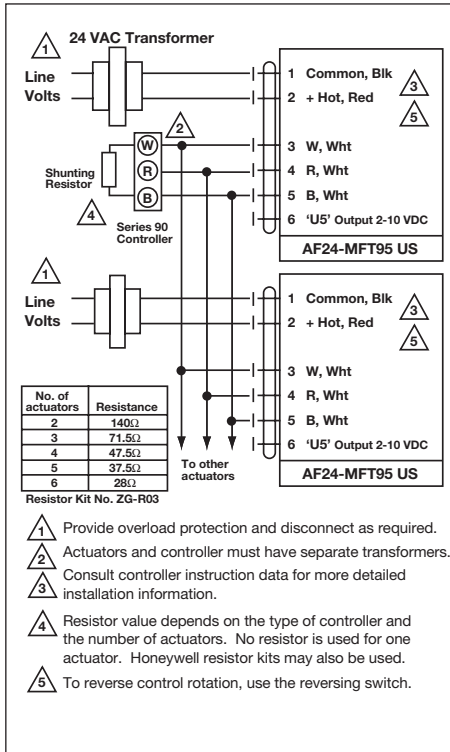 1
24 VAC Transformer
Line
Volts
1 Common, Blk
2 + Hot, Red
3
5
2
3 W, Wht
4 R, Wht
5 B, Wht
6 ‘U5’ Output 2-10 VDC
AF24-MFT95 US
W
R
B
Shunting
Resistor
4
Series 90
Controller
1
Line
Volts
1 Common, Blk
2 + Hot, Red
3
5
3 W, Wht
4 R, Wht
5 B, Wht
6 ‘U5’ Output 2-10 VDC
AF24-MFT95 US
To other
actuators
No. of
actuators Resistance
2 140Ω
3 71.5Ω
4 47.5Ω
5 37.5Ω
6 28Ω
Resistor Kit No. ZG-R03
1 Provide overload protection and disconnect as required.
2 Actuators and controller must have separate transformers.
3 Consult controller instruction data for more detailed
installation information.
4 Resistor value depends on the type of controller and
the number of actuators. No resistor is used for one
actuator. Honeywell resistor kits may also be used.
5 To reverse control rotation, use the reversing switch.